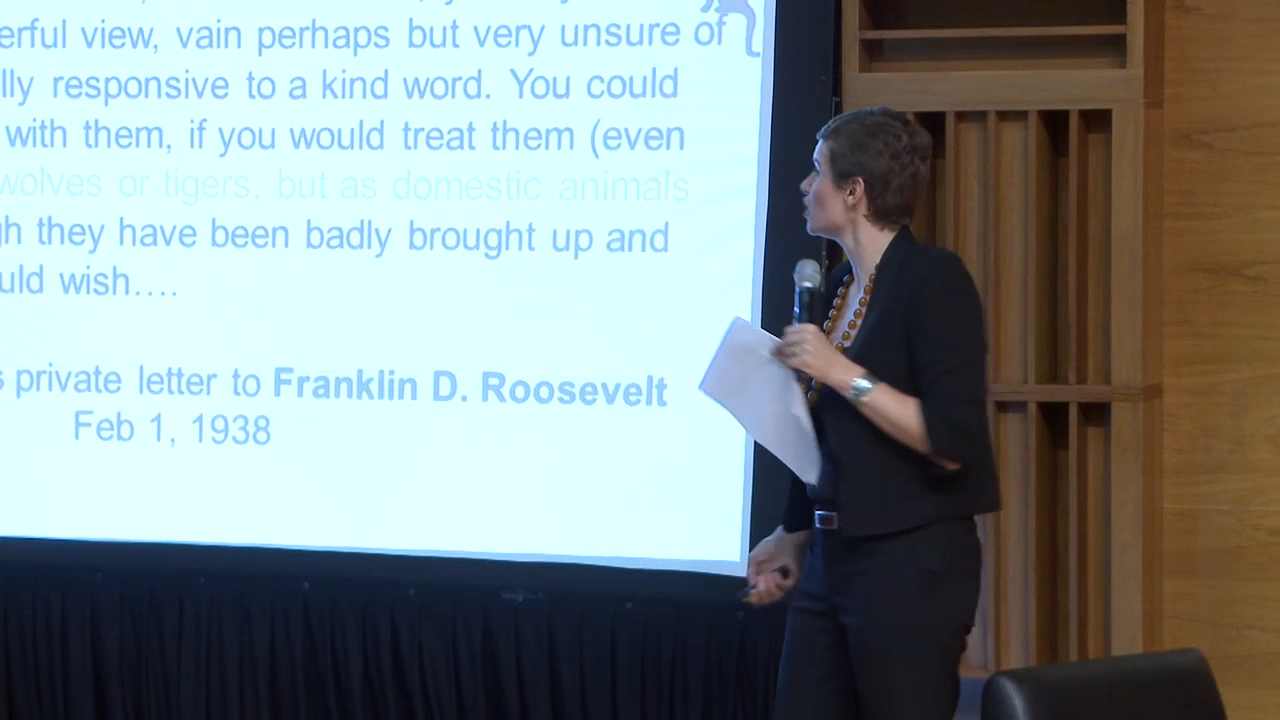 erful view, vain perhaps but very unsure of
lly responsive to a kind word. You could
with them, if you would treat them (even
wolves or tigers, but as domestic animals
gh they have been badly brought up and
uld wish….
s private letter to Franklin D. Roosevelt
Feb 1, 1938